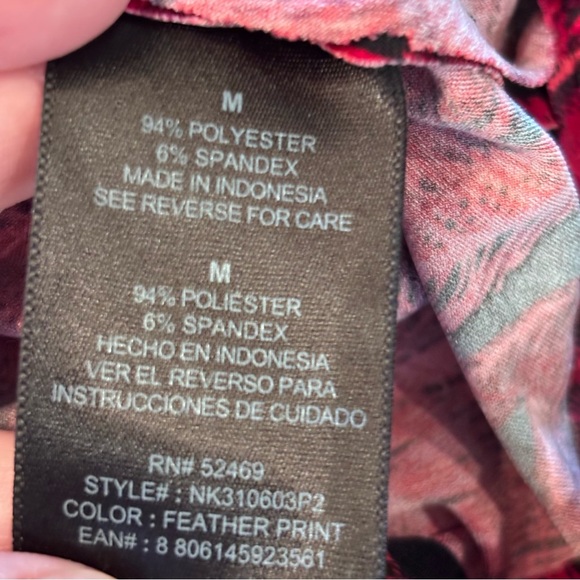 M
94% POLYESTER
6% SPANDEX
MADE IN INDONESIA
SEE REVERSE FOR CARE
M
94% POLIÉSTER
6% SPANDEX
HECHO EN INDONESIA
VER EL REVERSO PARA
INSTRUCCIONES DE CUIDADO
RN# 52469
STYLE# : NK310603P2
COLOR : FEATHER PRINT
EAN# : 8 806145923561